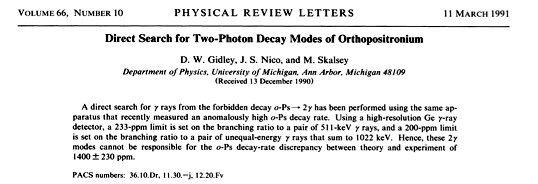 VOLUME 66, NUMBER 10 PHYSICAL REVIEW LETTERS 11 MARCH 1991
Direct Search for Two-Photon Decay Modes of Orthopositronium
D. W. Gidley, J. S. Nico, and M. Skalsey
Department of Physics, University of Michigan, Ann Arbor, Michigan 48109
(Received 13 December 1990)
A direct search for γ rays from the forbidden decay o-Ps→ 2γ has been performed using the same ap-
paratus that recently measured an anomalously high o-Ps decay rate. Using a high-resolution Ge γ-ray
detector, a 233-ppm limit is set on the branching ratio to a pair of 511-keV γ rays, and a 200-ppm limit
is set on the branching ratio to a pair of unequal-energy γ rays that sum to 1022 keV. Hence, these 2γ
modes cannot be responsible for the o-Ps decay-rate discrepancy between theory and experiment of
1400 ± 230 ppm.
PACS numbers: 36.10.Dr, 11.30.−j, 12.20.Fv